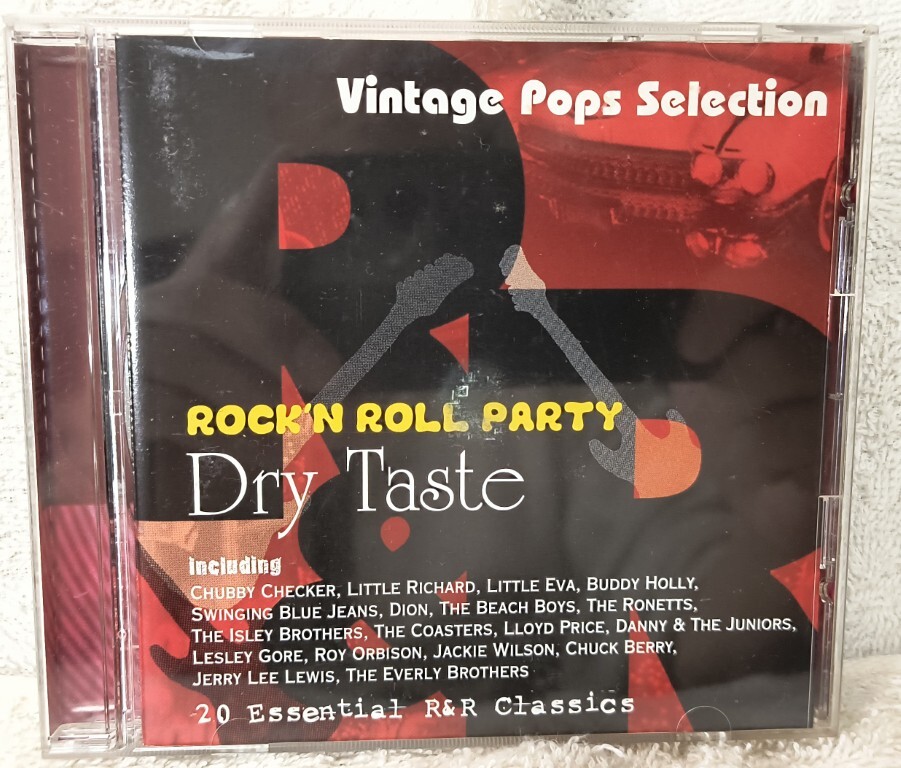 Vintage Pops Selection
ROCK'N ROLL PARTY
Dry Taste
including
CHUBBY CHECKER, LITTLE RICHARD, LITTLE EVA, BUDDY HOLLY,
SWINGING BLUE JEANS, DION, THE BEACH BOYS, THE RONETTS,
THE ISLEY BROTHERS, THE COASTERS, LLOYD PRICE, DANNY & THE JUNIORS,
LESLEY GORE, ROY ORBISON, JACKIE WILSON, CHUCK BERRY,
JERRY LEE LEWIS, THE EVERLY BROTHERS
20 Essential R&R Classics